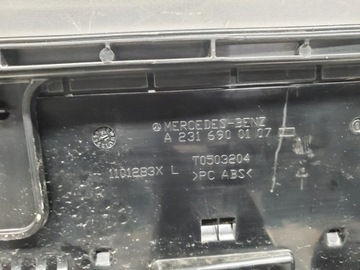 MERCEDES-BENZ
A 231 690 01 07
1101283X L
T0503204
>PC ABS<